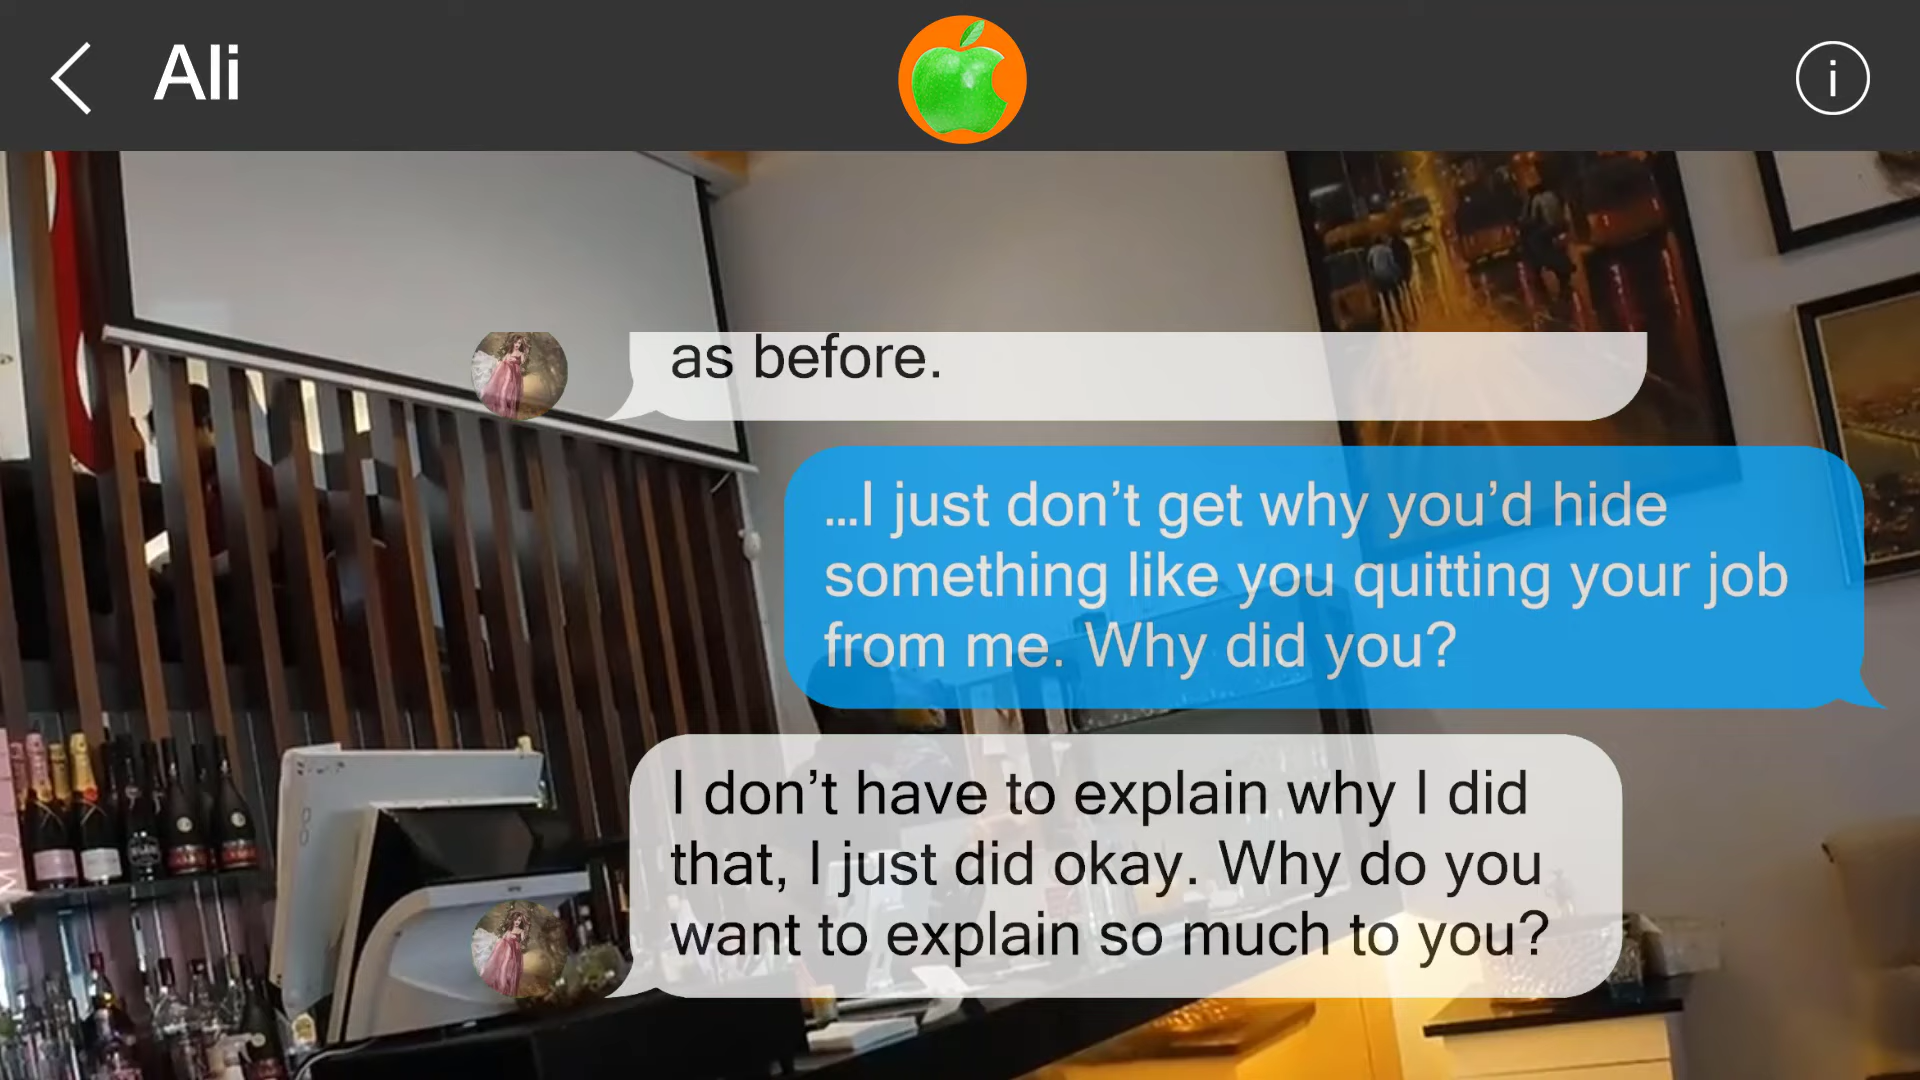 Ali
i
as before.
...I just don’t get why you’d hide
something like you quitting your job
from me. Why did you?
I don’t have to explain why I did
that, I just did okay. Why do you
want to explain so much to you?